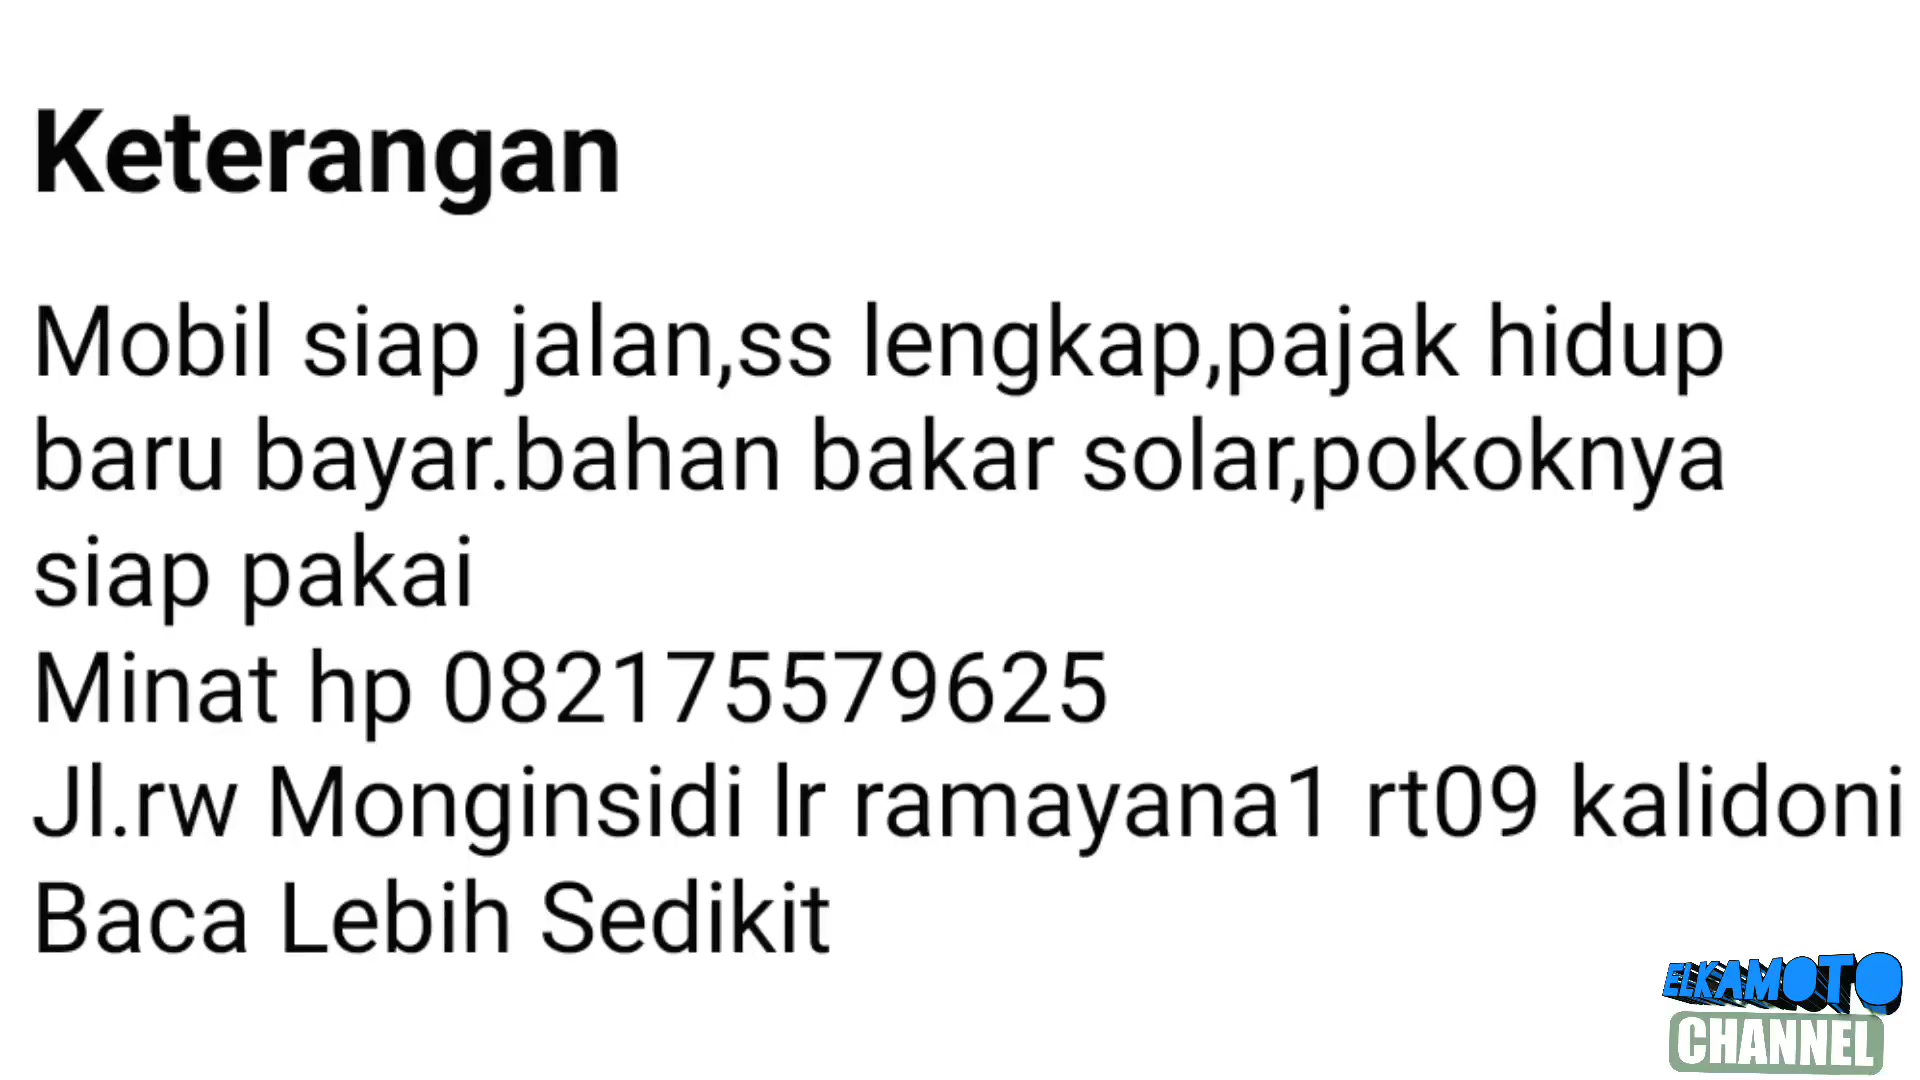 Keterangan
Mobil siap jalan,ss lengkap,pajak hidup
baru bayar.bahan bakar solar,pokoknya
siap pakai
Minat hp 082175579625
Jl.rw Monginsidi lr ramayana1 rt09 kalidoni
Baca Lebih Sedikit
ELKAMOTO
CHANNEL